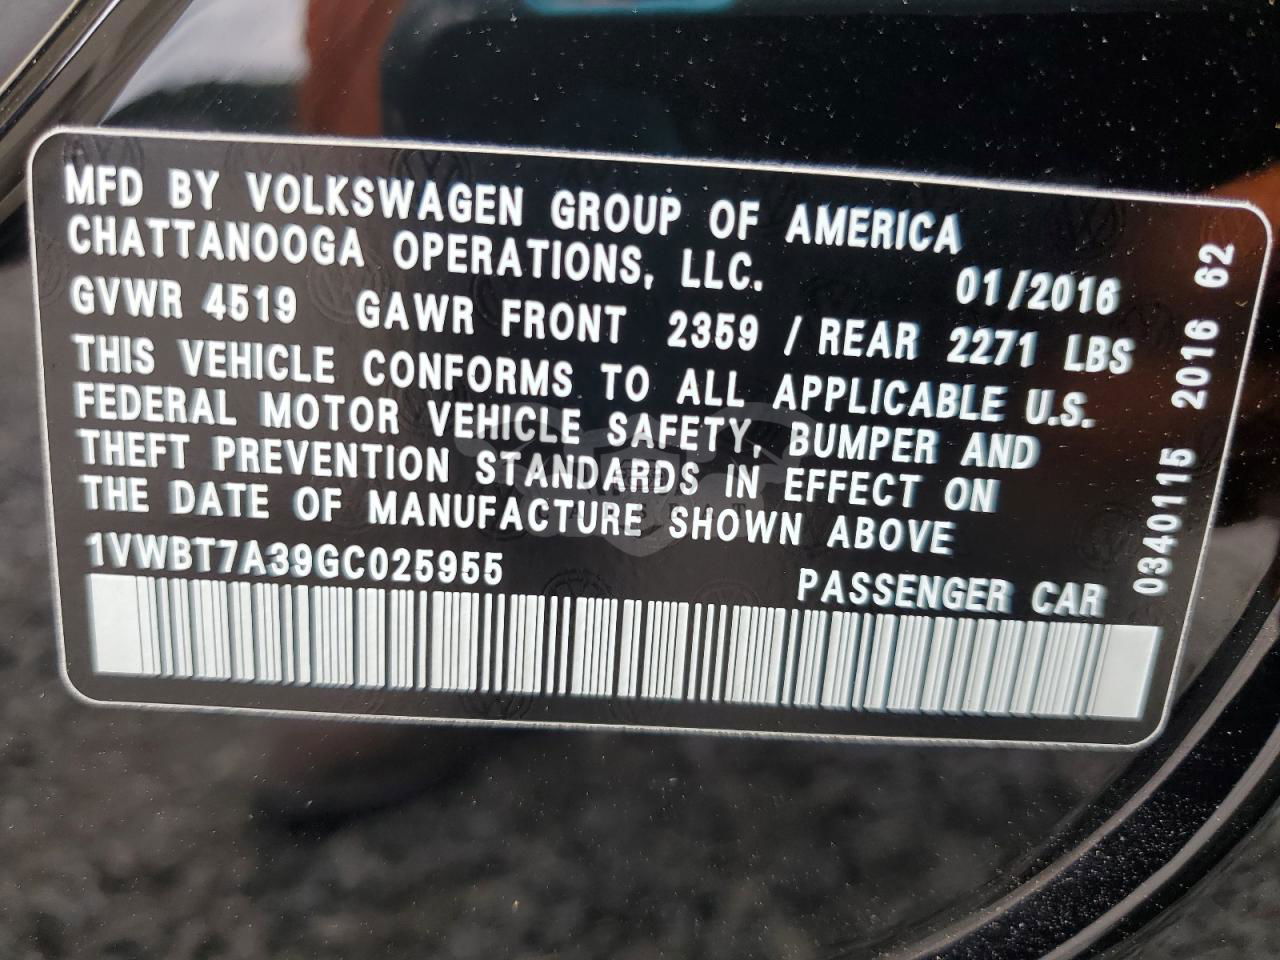 MFD BY VOLKSWAGEN GROUP OF AMERICA
CHATTANOOGA OPERATIONS, LLC. 01/2016
GVWR 4519 GAWR FRONT 2359 / REAR 2271 LBS
THIS VEHICLE CONFORMS TO ALL APPLICABLE U.S.
FEDERAL MOTOR VEHICLE SAFETY, BUMPER AND
THEFT PREVENTION STANDARDS IN EFFECT ON
THE DATE OF MANUFACTURE SHOWN ABOVE
1VWBT7A39GC025955 PASSENGER CAR
0340115 2016 62